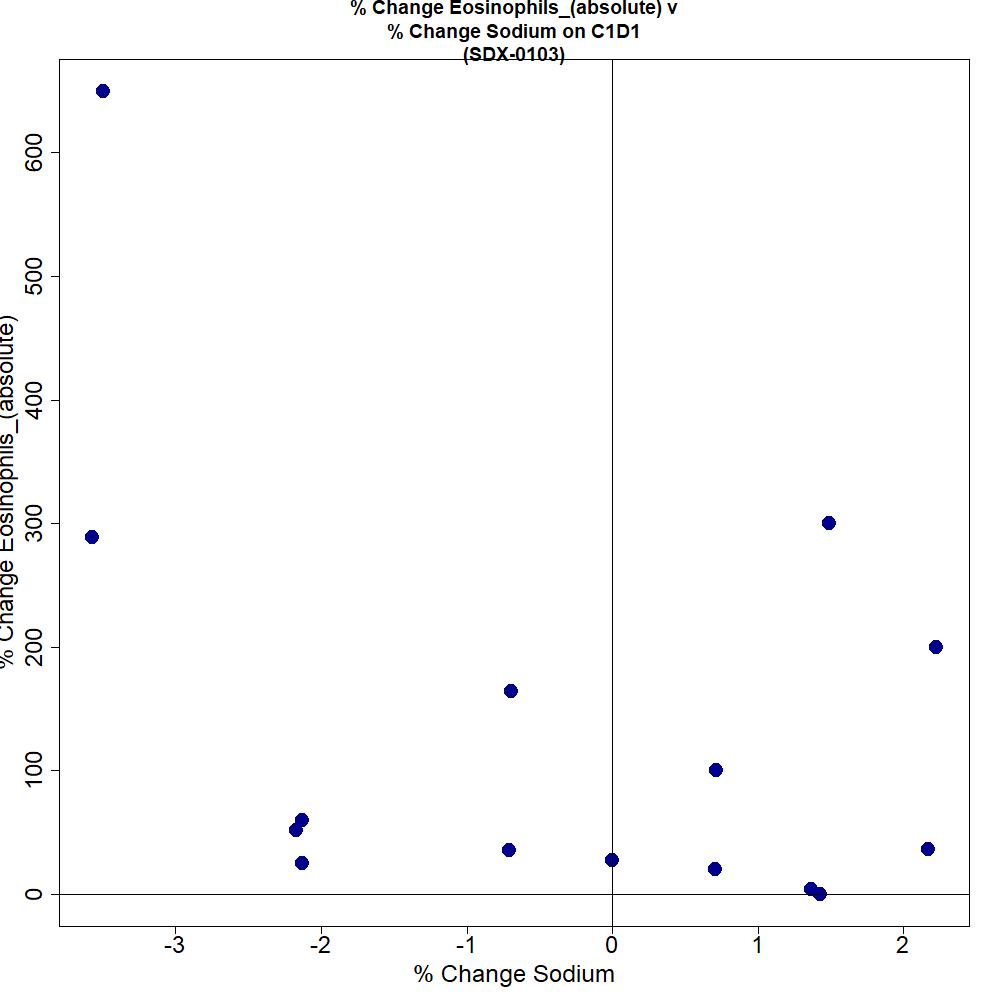 % Change Eosinophils_(absolute) v
% Change Sodium on C1D1
(SDX-0103)
% Change Eosinophils_(absolute)
600
500
400
300
200
100
0
-3
-2
-1
0
1
2
% Change Sodium